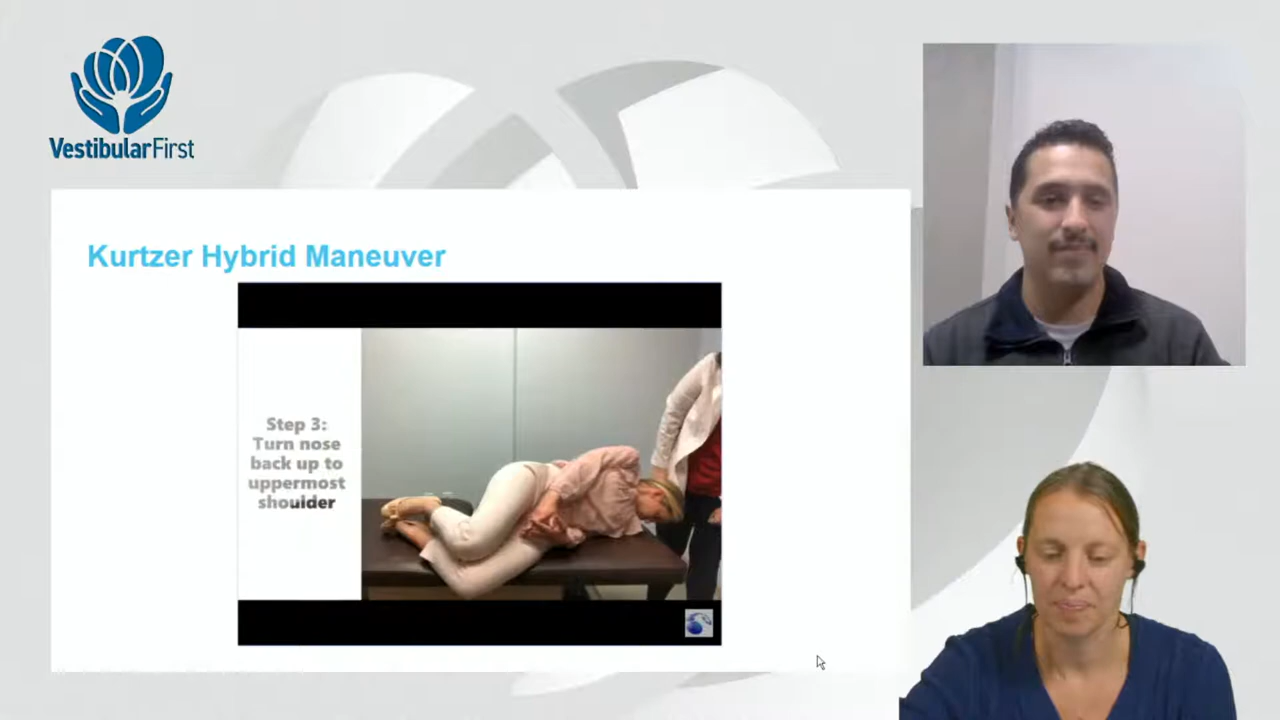 VestibularFirst
Kurtzer Hybrid Maneuver
Step 3:
Turn nose
back up to
uppermost
shoulder